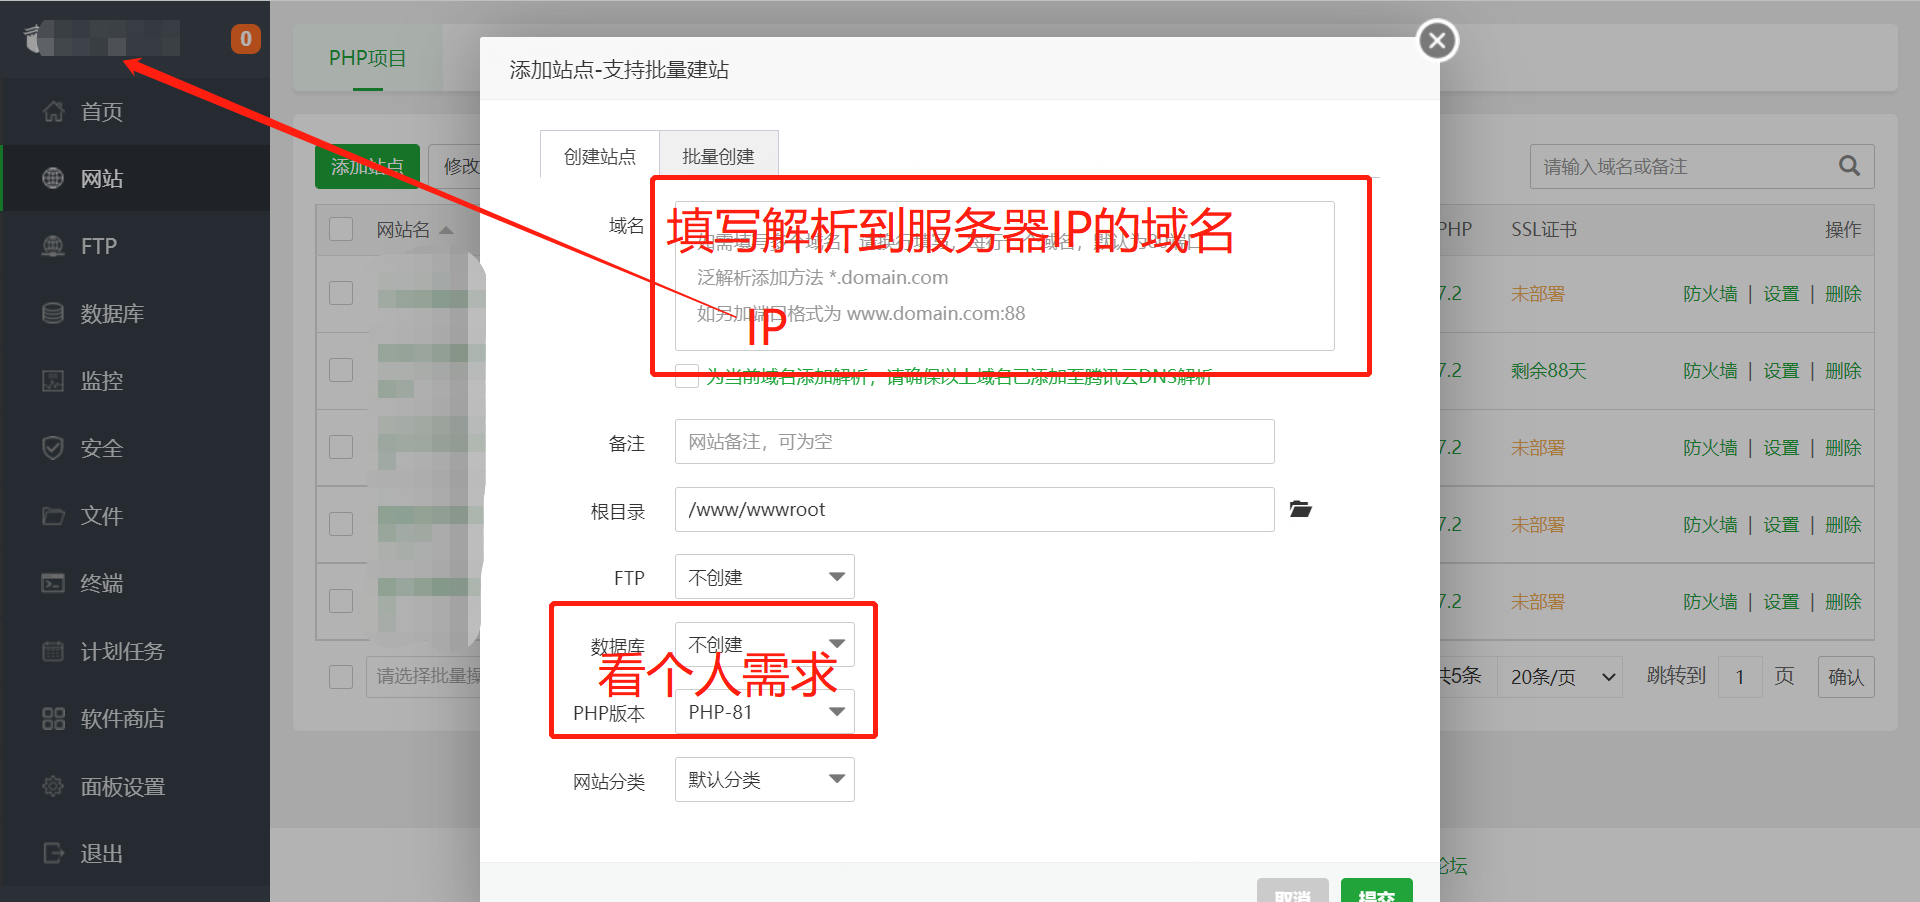 0
首页
网站
FTP
数据库
监控
安全
文件
终端
计划任务
软件商店
面板设置
退出
PHP项目
添加站点
修改
网站名
请选择批量操
添加站点-支持批量建站
创建站点
批量创建
域名
填写解析到服务器IP的域名
泛解析添加方法 *.domain.com
如另加端口格式为 www.domain.com:88
IP
为当前域名添加解析，请确保以上域名已添加至腾讯云DNS解析
备注
网站备注，可为空
根目录
/www/wwwroot
FTP
不创建
数据库
不创建
看个人需求
PHP版本
PHP-81
网站分类
默认分类
取消
提交
请输入域名或备注
PHP
SSL证书
操作
7.2
未部署
防火墙 | 设置 | 删除
7.2
剩余88天
防火墙 | 设置 | 删除
7.2
未部署
防火墙 | 设置 | 删除
7.2
未部署
防火墙 | 设置 | 删除
7.2
未部署
防火墙 | 设置 | 删除
共5条
20条/页
跳转到
1
页
确认
论坛